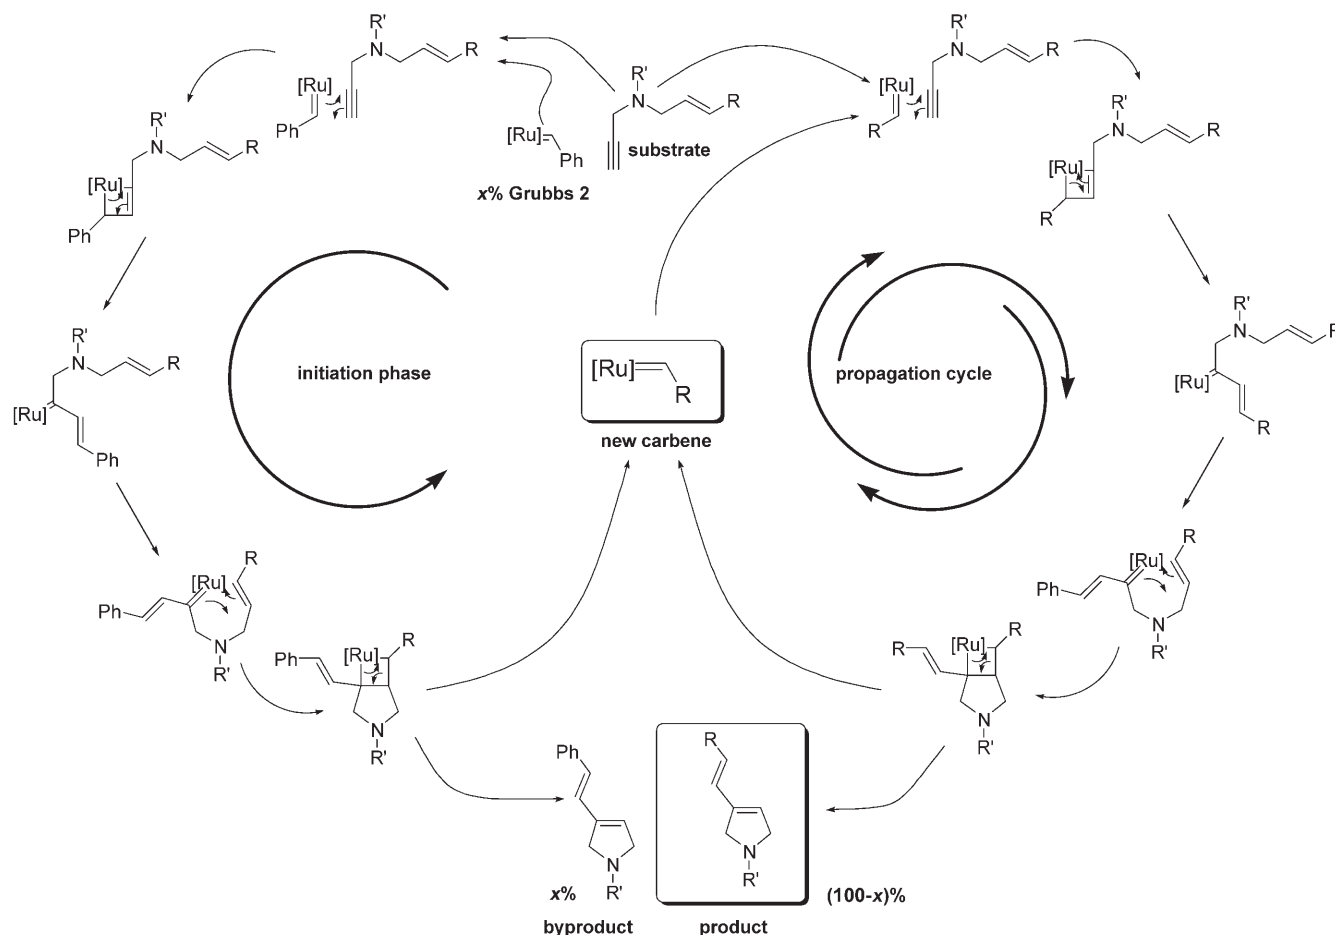 R'
N
R
[Ru]
Ph
R'
N
R
[Ru]
Ph
substrate
x% Grubbs 2
R'
N
R
[Ru]
R
R'
N
R
[Ru]
Ph
R'
N
R
[Ru]
R
R'
N
R
[Ru]
Ph
initiation phase
[Ru]
R
new carbene
propagation cycle
R'
N
R
[Ru]
R
R
[Ru]
Ph
N
R'
R
[Ru]
Ph
N
R'
R
[Ru]
Ph
N
R'
R
[Ru]
R
N
R'
Ph
N
R'
x%
byproduct
R
N
R'
product
(100-x)%